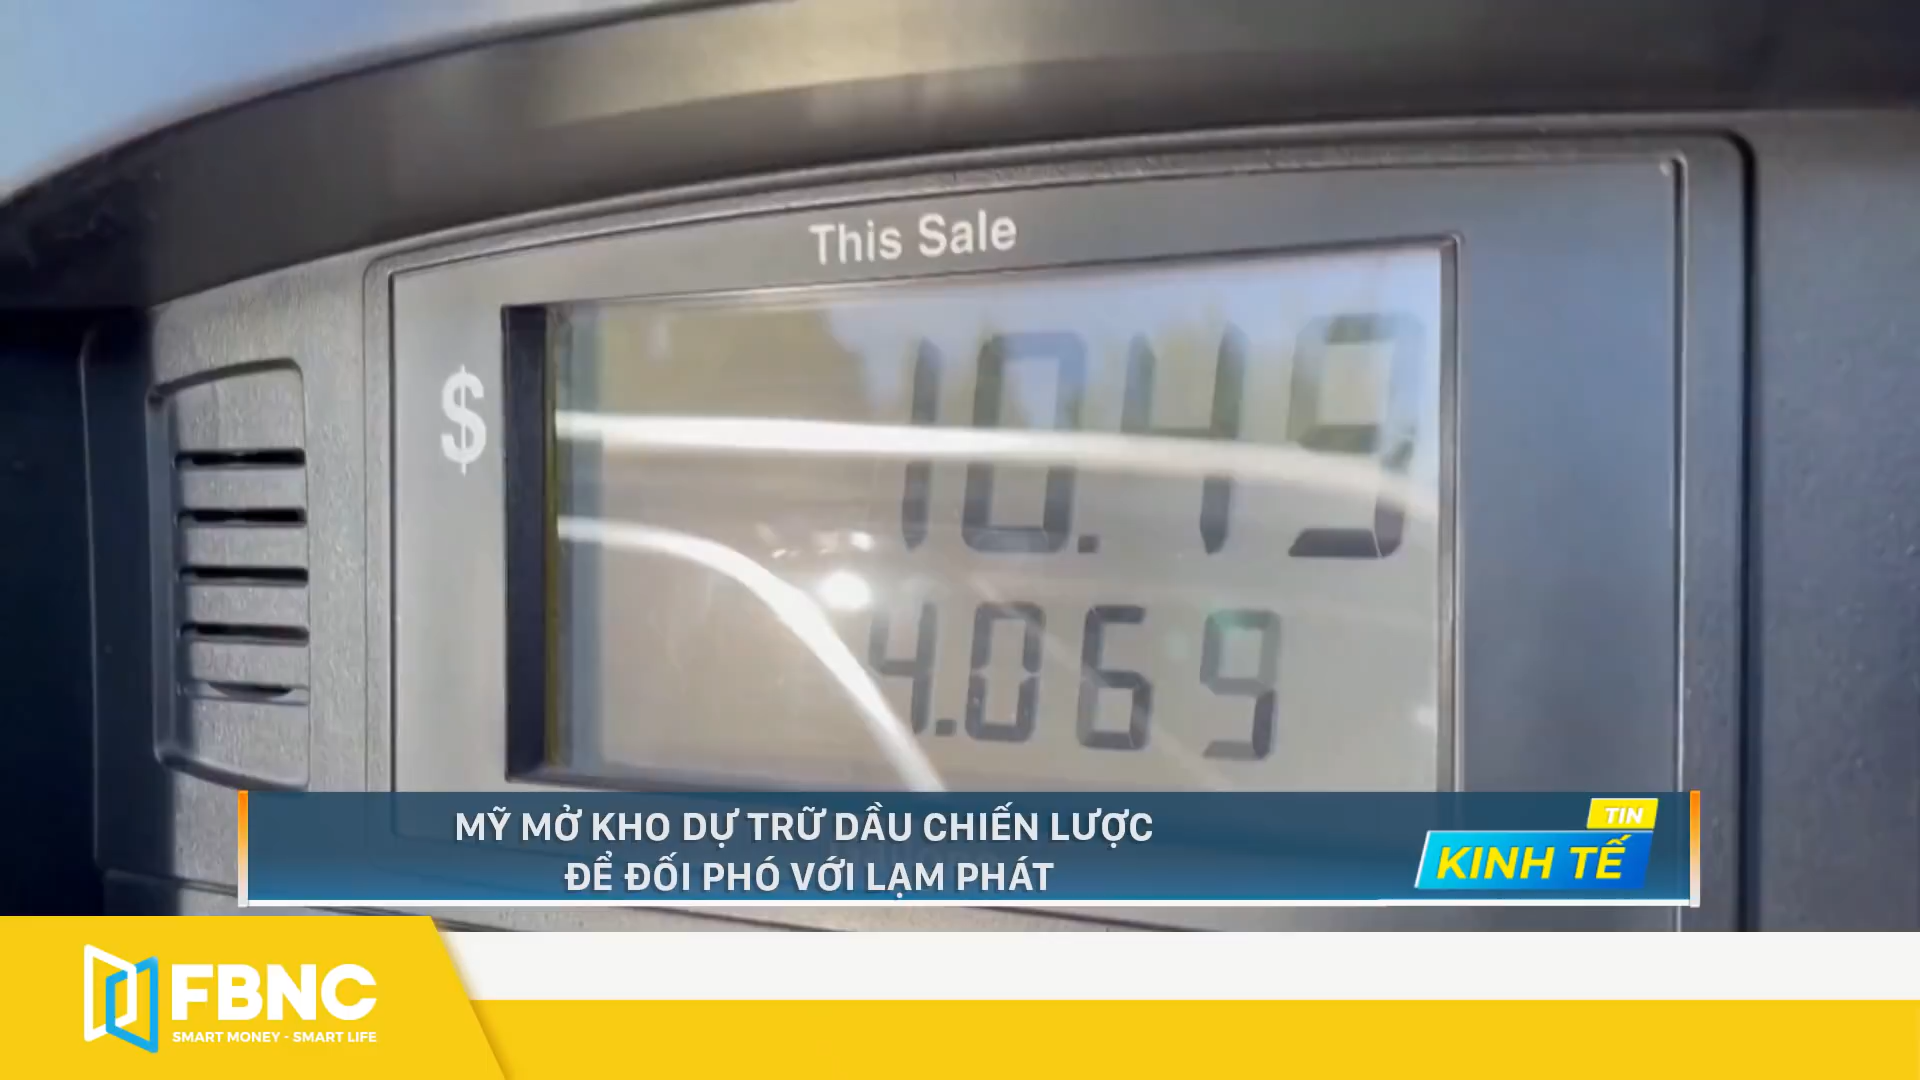 This Sale
$
10.49
4.069
MỸ MỞ KHO DỰ TRỮ DẦU CHIẾN LƯỢC
ĐỂ ĐỐI PHÓ VỚI LẠM PHÁT
TIN
KINH TẾ
FBNC
SMART MONEY - SMART LIFE